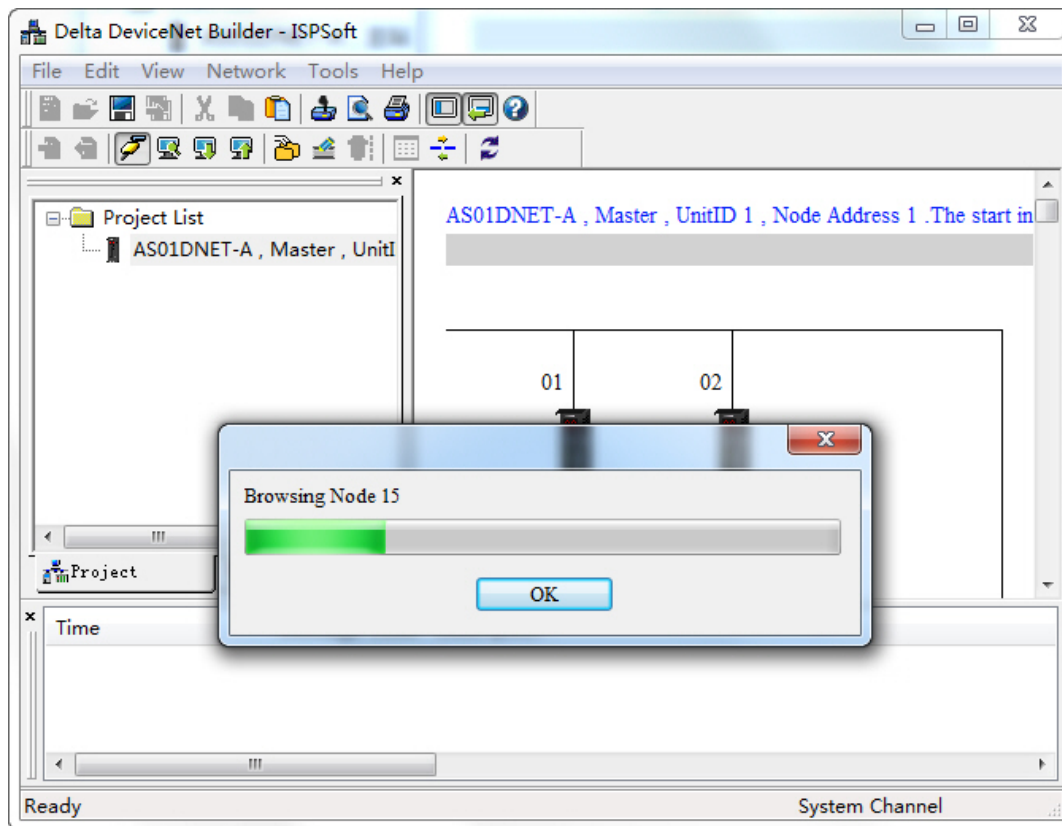 Delta DeviceNet Builder - ISPSoft
File Edit View Network Tools Help
Project List
AS01DNET-A , Master , UnitI
AS01DNET-A , Master , UnitID 1 , Node Address 1 .The start in
01
02
Browsing Node 15
OK
Project
Time
Ready
System Channel